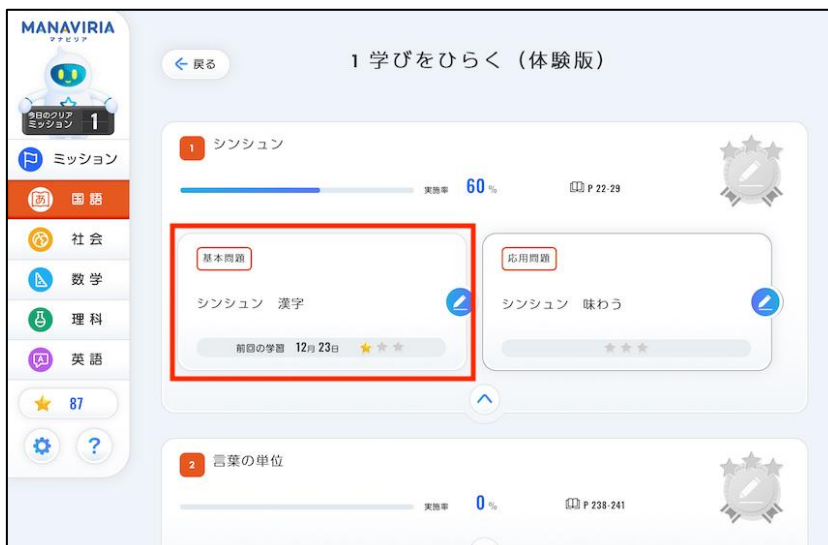 MANAVIRIA
マナビリア
今日のクリア
ミッション 1
ミッション
あ 国語
社会
数学
理科
A 英語
87
?
← 戻る
1 学びをひらく（体験版）
1 シンシュン
実施率 60 % P 22-29
基本問題
シンシュン 漢字
前回の学習 12月 23日
応用問題
シンシュン 味わう
2 言葉の単位
実施率 0 % P 238-241